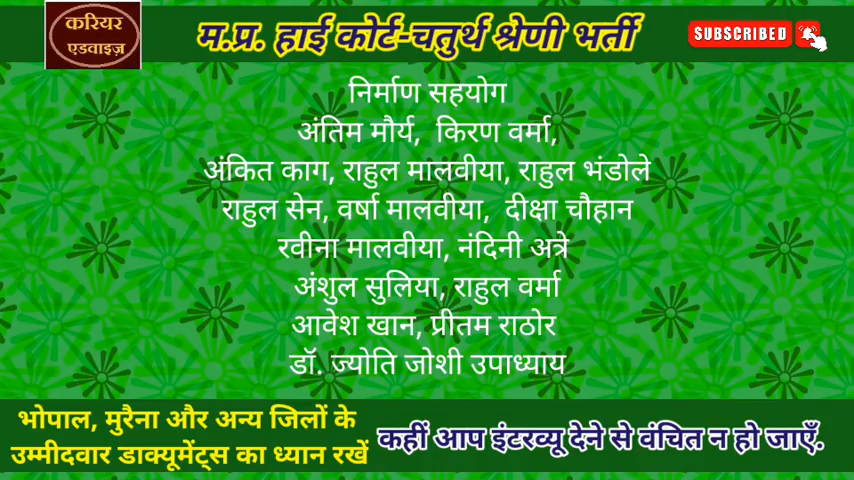 करियर
एडवाइज़
म.प्र. हाई कोर्ट-चतुर्थ श्रेणी भर्ती
SUBSCRIBED
निर्माण सहयोग
अंतिम मौर्य, किरण वर्मा,
अंकित काग, राहुल मालवीया, राहुल भंडोले
राहुल सेन, वर्षा मालवीया, दीक्षा चौहान
रवीना मालवीया, नंदिनी अत्रे
अंशुल सुलिया, राहुल वर्मा
आवेश खान, प्रीतम राठोर
डॉ. ज्योति जोशी उपाध्याय
भोपाल, मुरैना और अन्य जिलों के
उम्मीदवार डाक्यूमेंट्स का ध्यान रखें
कहीं आप इंटरव्यू देने से वंचित न हो जाएँ.